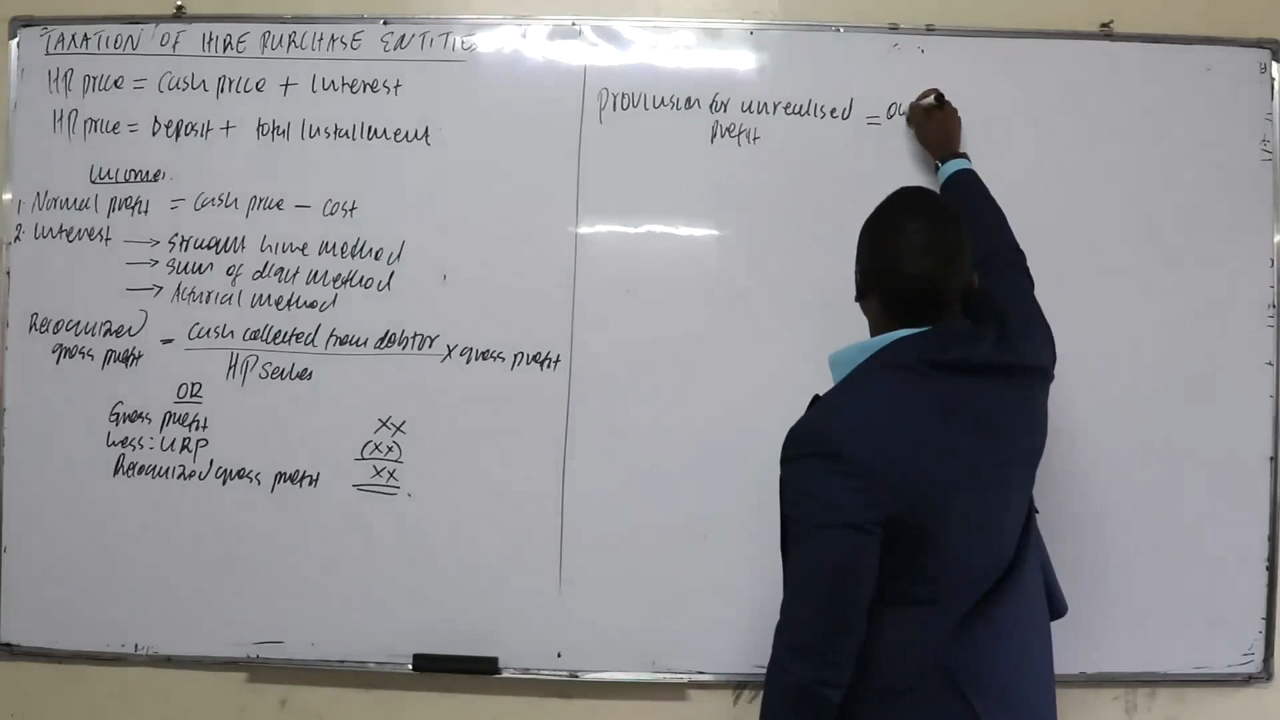 TAXATION OF HIRE PURCHASE ENTITIE
HP price = Cash price + Interest
HP price = Deposit + total Installment
Income.
1. Normal profit = Cash price - cost
2. Interest → Straight line method
→ Sum of digit method
→ Acturial method
Recognized gross profit = Cash collected from debtor / HP Sales × gross profit
OR
Gross profit xx
Less: URP (xx)
Recognized gross profit xx
Provision for unrealised profit = ou